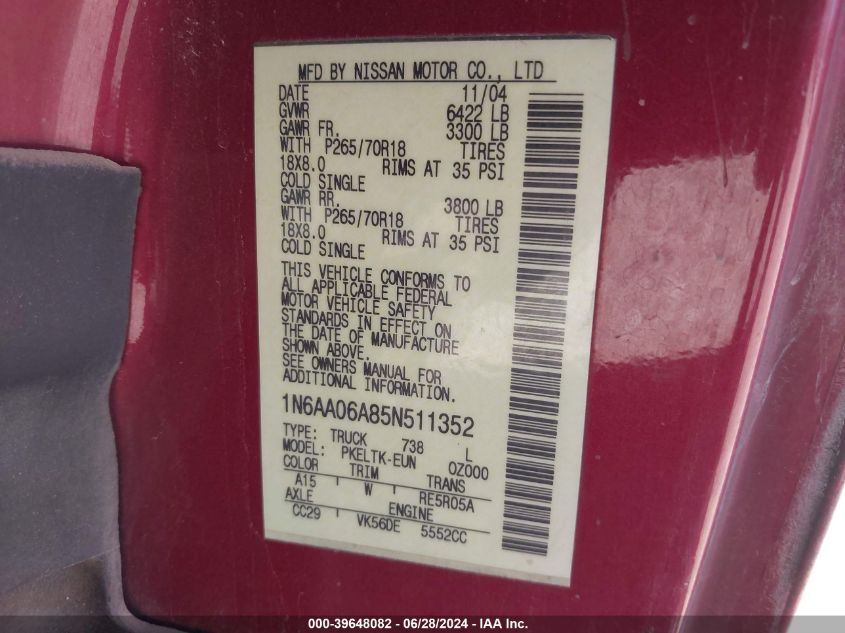 MFD BY NISSAN MOTOR CO., LTD
DATE 11/04
GVWR 6422 LB
GAWR FR. 3300 LB
WITH P265/70R18 TIRES
18X8.0 RIMS AT 35 PSI
COLD SINGLE
GAWR RR. 3800 LB
WITH P265/70R18 TIRES
18X8.0 RIMS AT 35 PSI
COLD SINGLE
THIS VEHICLE CONFORMS TO
ALL APPLICABLE FEDERAL
MOTOR VEHICLE SAFETY
STANDARDS IN EFFECT ON
THE DATE OF MANUFACTURE
SHOWN ABOVE.
SEE OWNERS MANUAL FOR
ADDITIONAL INFORMATION.
1N6AA06A85N511352
TYPE: TRUCK 738 L
MODEL: PKELTK-EUN 0Z000
COLOR TRIM TRANS
A15 W RE5R05A
AXLE ENGINE
CC29 VK56DE 5552CC
000-39648082 - 06/28/2024 - IAA Inc.